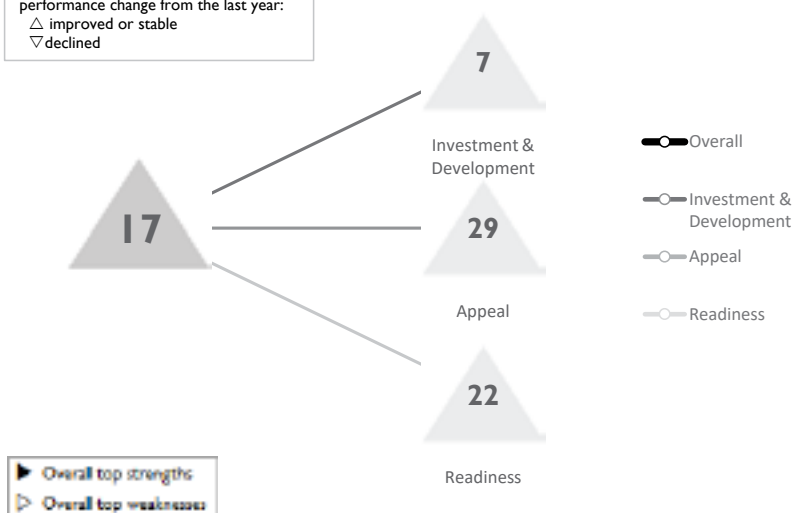 performance change from the last year:
△ improved or stable
▽ declined
7
Investment &
Development
17
29
Appeal
22
Readiness
Overall
Investment &
Development
Appeal
Readiness
▶ Overall top strengths
▷ Overall top weaknesses